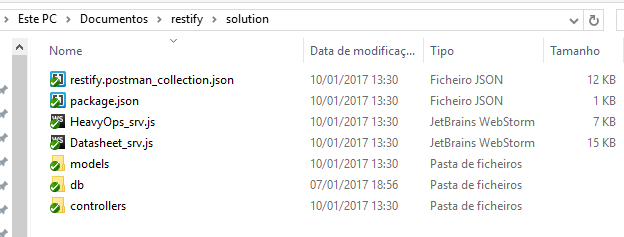 Este PC > Documentos > restify > solution
Nome Data de modificaç... Tipo Tamanho
restify.postman_collection.json 10/01/2017 13:30 Ficheiro JSON 12 KB
package.json 10/01/2017 13:30 Ficheiro JSON 1 KB
HeavyOps_srv.js 10/01/2017 13:30 JetBrains WebStorm 7 KB
Datasheet_srv.js 10/01/2017 13:30 JetBrains WebStorm 15 KB
models 10/01/2017 13:30 Pasta de ficheiros
db 07/01/2017 18:56 Pasta de ficheiros
controllers 10/01/2017 13:30 Pasta de ficheiros